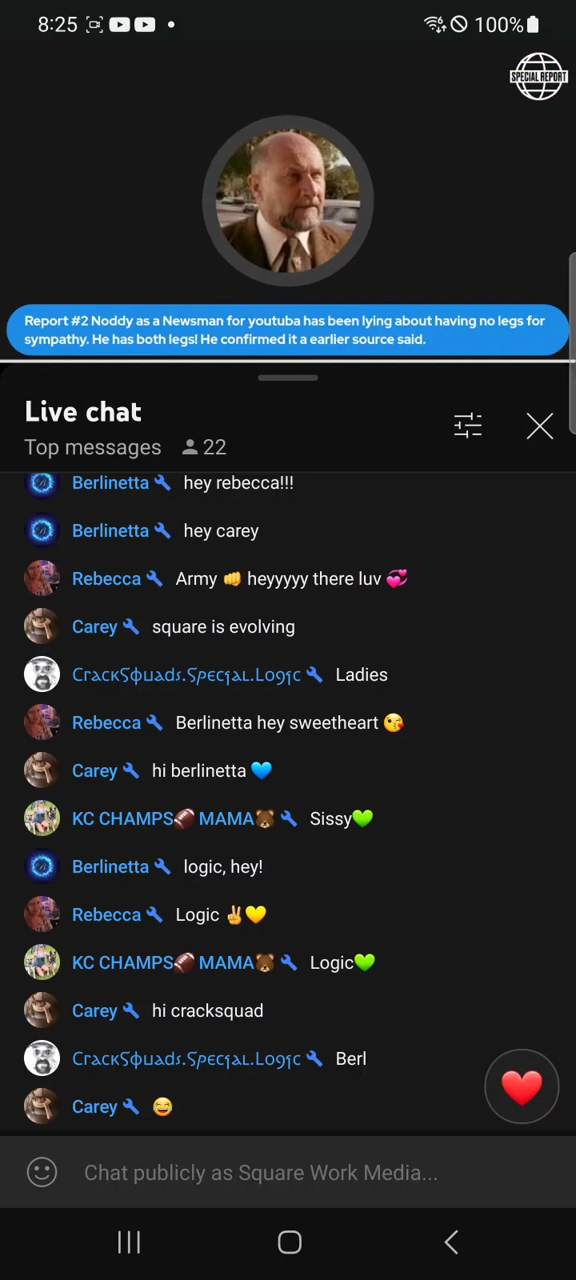 8:25
100%
SPECIAL REPORT
Report #2 Noddy as a Newsman for youtuba has been lying about having no legs for
sympathy. He has both legs! He confirmed it a earlier source said.
Live chat
Top messages 22
Berlinetta hey rebecca!!!
Berlinetta hey carey
Rebecca Army 👊 heyyyyy there luv 💞
Carey square is evolving
CrackSquads.Special.Logic Ladies
Rebecca Berlinetta hey sweetheart 😘
Carey hi berlinetta 💙
KC CHAMPS🏈 MAMA🐻 Sissy💚
Berlinetta logic, hey!
Rebecca Logic ✌️💛
KC CHAMPS🏈 MAMA🐻 Logic💚
Carey hi cracksquad
CrackSquads.Special.Logic Berl
Carey 😂
Chat publicly as Square Work Media...